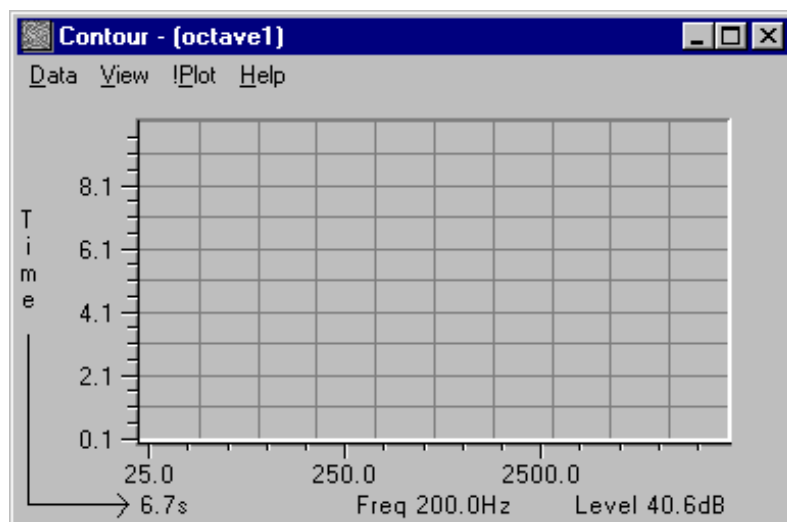 Contour - (octave1)
Data View !Plot Help
8.1
6.1
4.1
2.1
0.1
Time
25.0 250.0 2500.0
6.7s Freq 200.0Hz Level 40.6dB